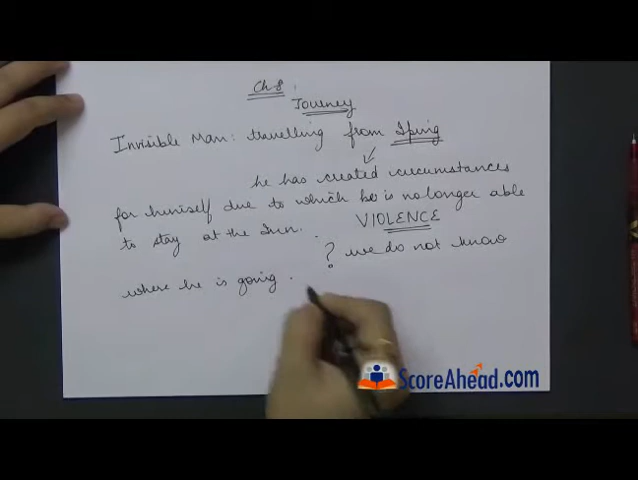 Ch 8 :
Journey
Invisible Man: travelling from Iping
he has created circumstances
for himself due to which he is no longer able
to stay at the Inn. VIOLENCE
? we do not know
where he is going.
ScoreAhead.com